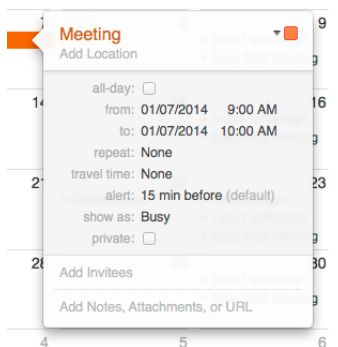 7 8 9
Meeting
Add Location
all-day:
from: 01/07/2014 9:00 AM
14 16
to: 01/07/2014 10:00 AM
repeat: None
travel time: None
21 23
alert: 15 min before (default)
show as: Busy
private:
28 30
Add Invitees
Add Notes, Attachments, or URL
4 5 6